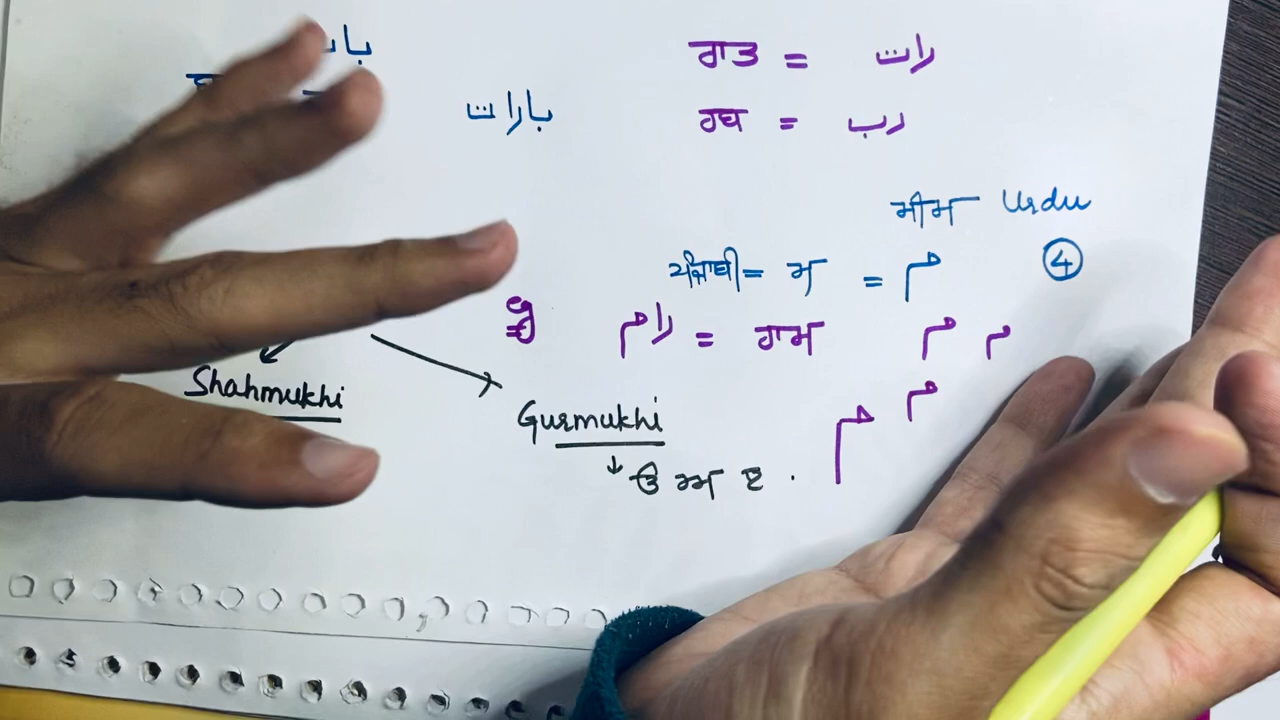 ਰਾਤ = رات
بارات
ਰਬ = رب
ਮੀਮ Urdu
ਪੰਜਾਬੀ = ਮ = م
4
رام = ਰਾਮ م م
م
Shahmukhi
Gurmukhi م
↓ ੳ ਅ ੲ .